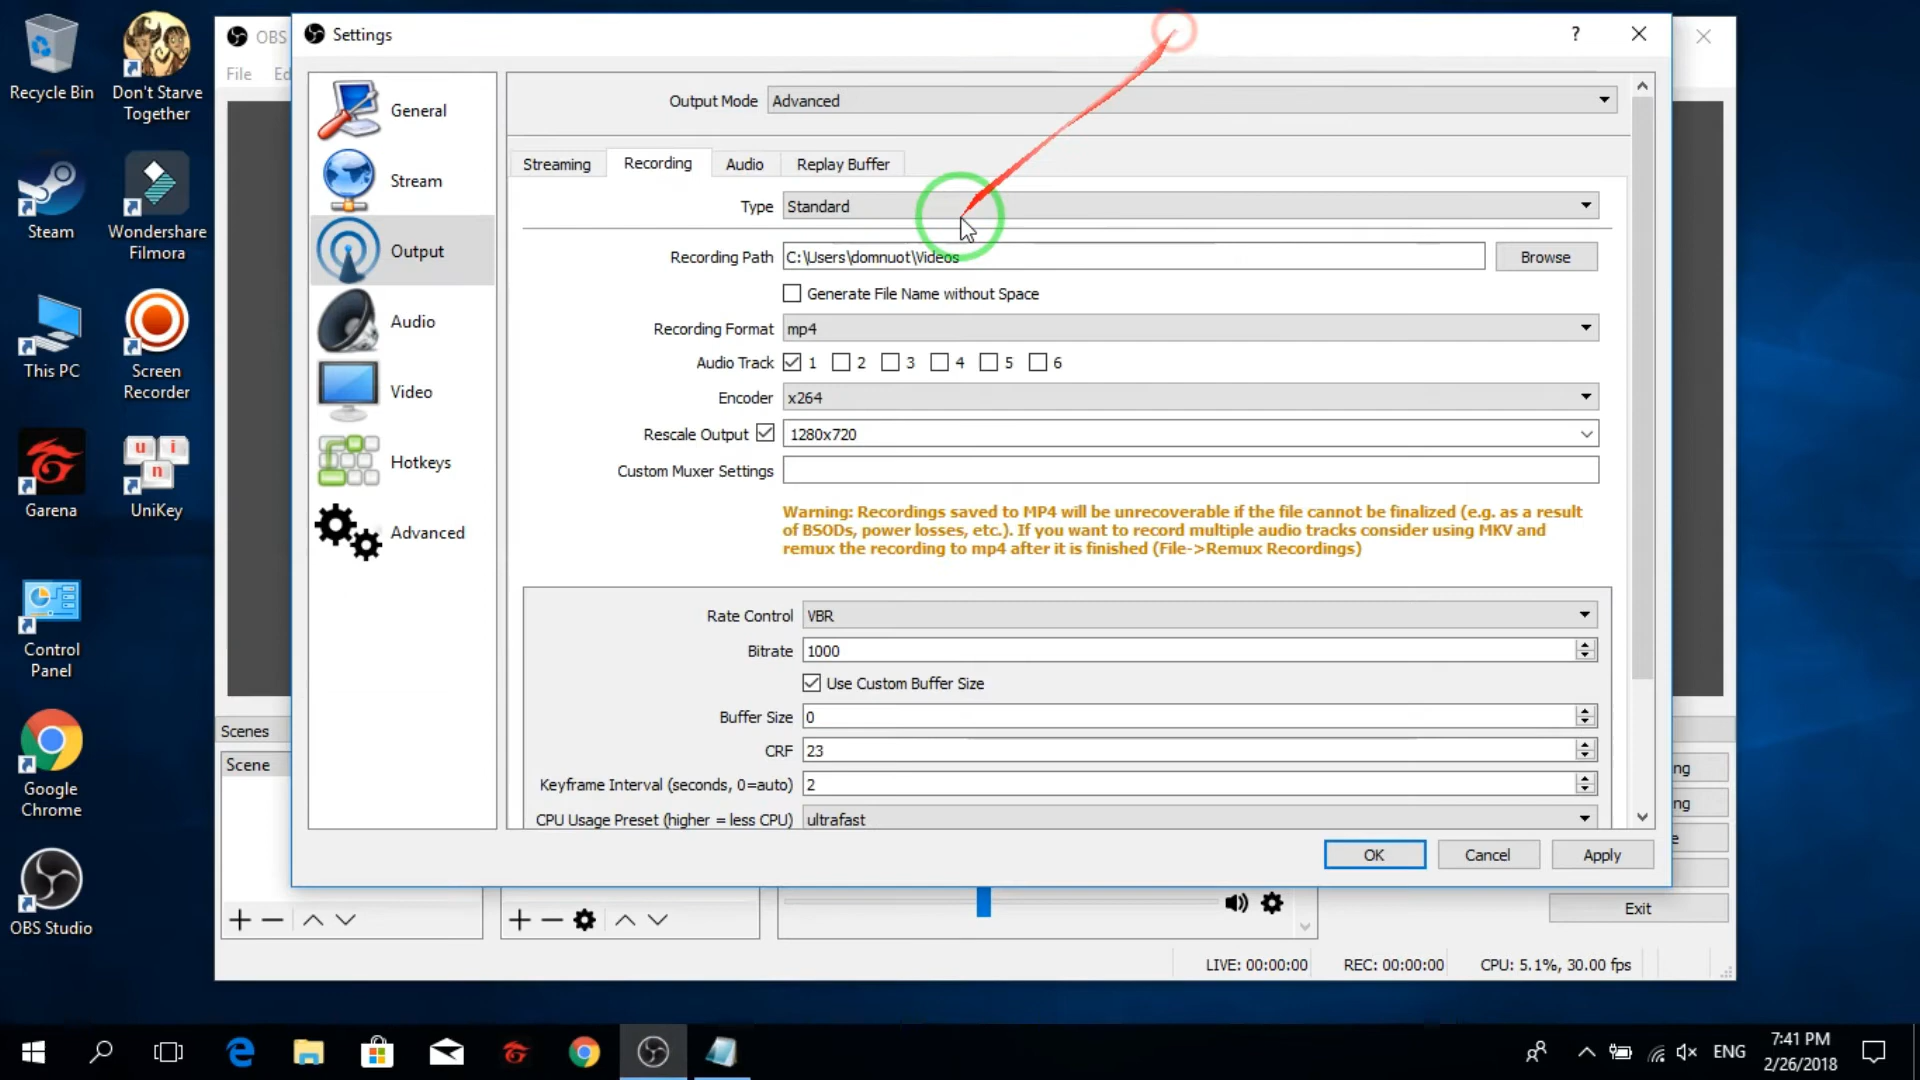 Recycle Bin
Don't Starve
Together
Steam
Wondershare
Filmora
This PC
Screen
Recorder
Garena
UniKey
u
i
n
Control
Panel
Google
Chrome
OBS Studio
OBS
File
Ed
Settings
?
General
Stream
Output
Audio
Video
Hotkeys
Advanced
Output Mode
Advanced
Streaming
Recording
Audio
Replay Buffer
Type
Standard
Recording Path
C:\Users\domnuot\Videos
Browse
Generate File Name without Space
Recording Format
mp4
Audio Track
1 2 3 4 5 6
Encoder
x264
Rescale Output
1280x720
Custom Muxer Settings
Warning: Recordings saved to MP4 will be unrecoverable if the file cannot be finalized (e.g. as a result
of BSODs, power losses, etc.). If you want to record multiple audio tracks consider using MKV and
remux the recording to mp4 after it is finished (File->Remux Recordings)
Rate Control
VBR
Bitrate
1000
Use Custom Buffer Size
Buffer Size
0
CRF
23
Keyframe Interval (seconds, 0=auto)
2
CPU Usage Preset (higher = less CPU)
ultrafast
OK
Cancel
Apply
Scenes
Scene
ng
ng
e
Exit
LIVE: 00:00:00
REC: 00:00:00
CPU: 5.1%, 30.00 fps
ENG
7:41 PM
2/26/2018